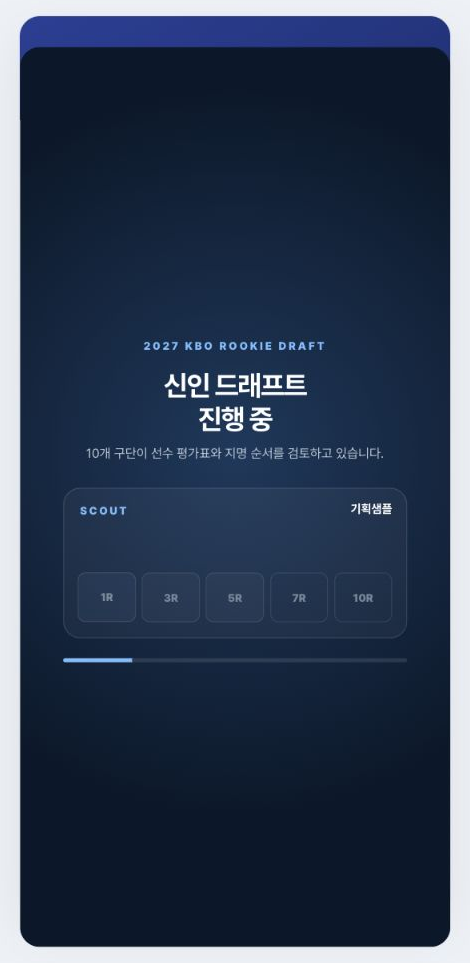 2027 KBO ROOKIE DRAFT
신인 드래프트
진행 중
10개 구단이 선수 평가표와 지명 순서를 검토하고 있습니다.
SCOUT 기획샘플
1R 3R 5R 7R 10R